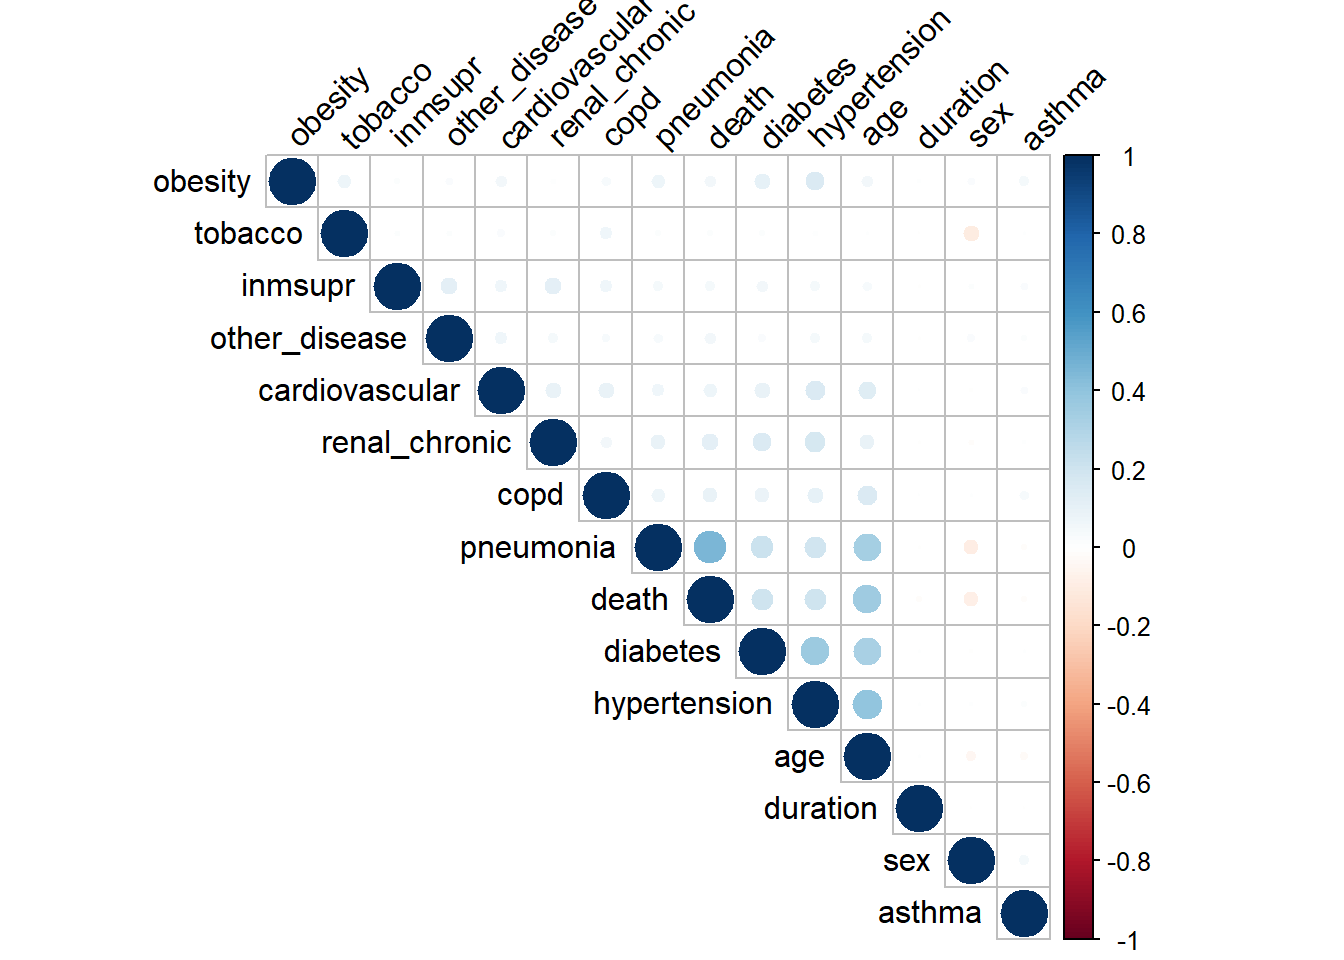 obesity
tobacco
inmsupr
other_disease
cardiovascular
renal_chronic
copd
pneumonia
death
diabetes
hypertension
age
duration
sex
asthma
obesity
tobacco
inmsupr
other_disease
cardiovascular
renal_chronic
copd
pneumonia
death
diabetes
hypertension
age
duration
sex
asthma
1
0.8
0.6
0.4
0.2
0
-0.2
-0.4
-0.6
-0.8
-1